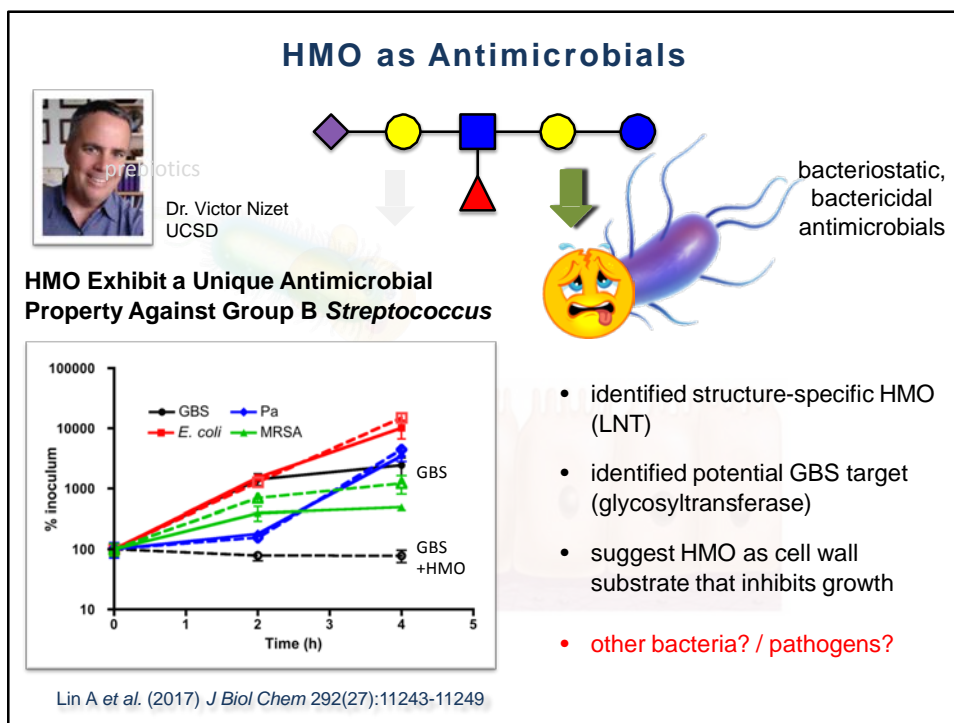 HMO as Antimicrobials
prebiotics
Dr. Victor Nizet
UCSD
bacteriostatic,
bactericidal
antimicrobials
HMO Exhibit a Unique Antimicrobial
Property Against Group B Streptococcus
100000
10000
1000
100
10
% inoculum
GBS
Pa
E. coli
MRSA
GBS
GBS
+HMO
0
1
2
3
4
5
Time (h)
• identified structure-specific HMO
(LNT)
• identified potential GBS target
(glycosyltransferase)
• suggest HMO as cell wall
substrate that inhibits growth
• other bacteria? / pathogens?
Lin A et al. (2017) J Biol Chem 292(27):11243-11249